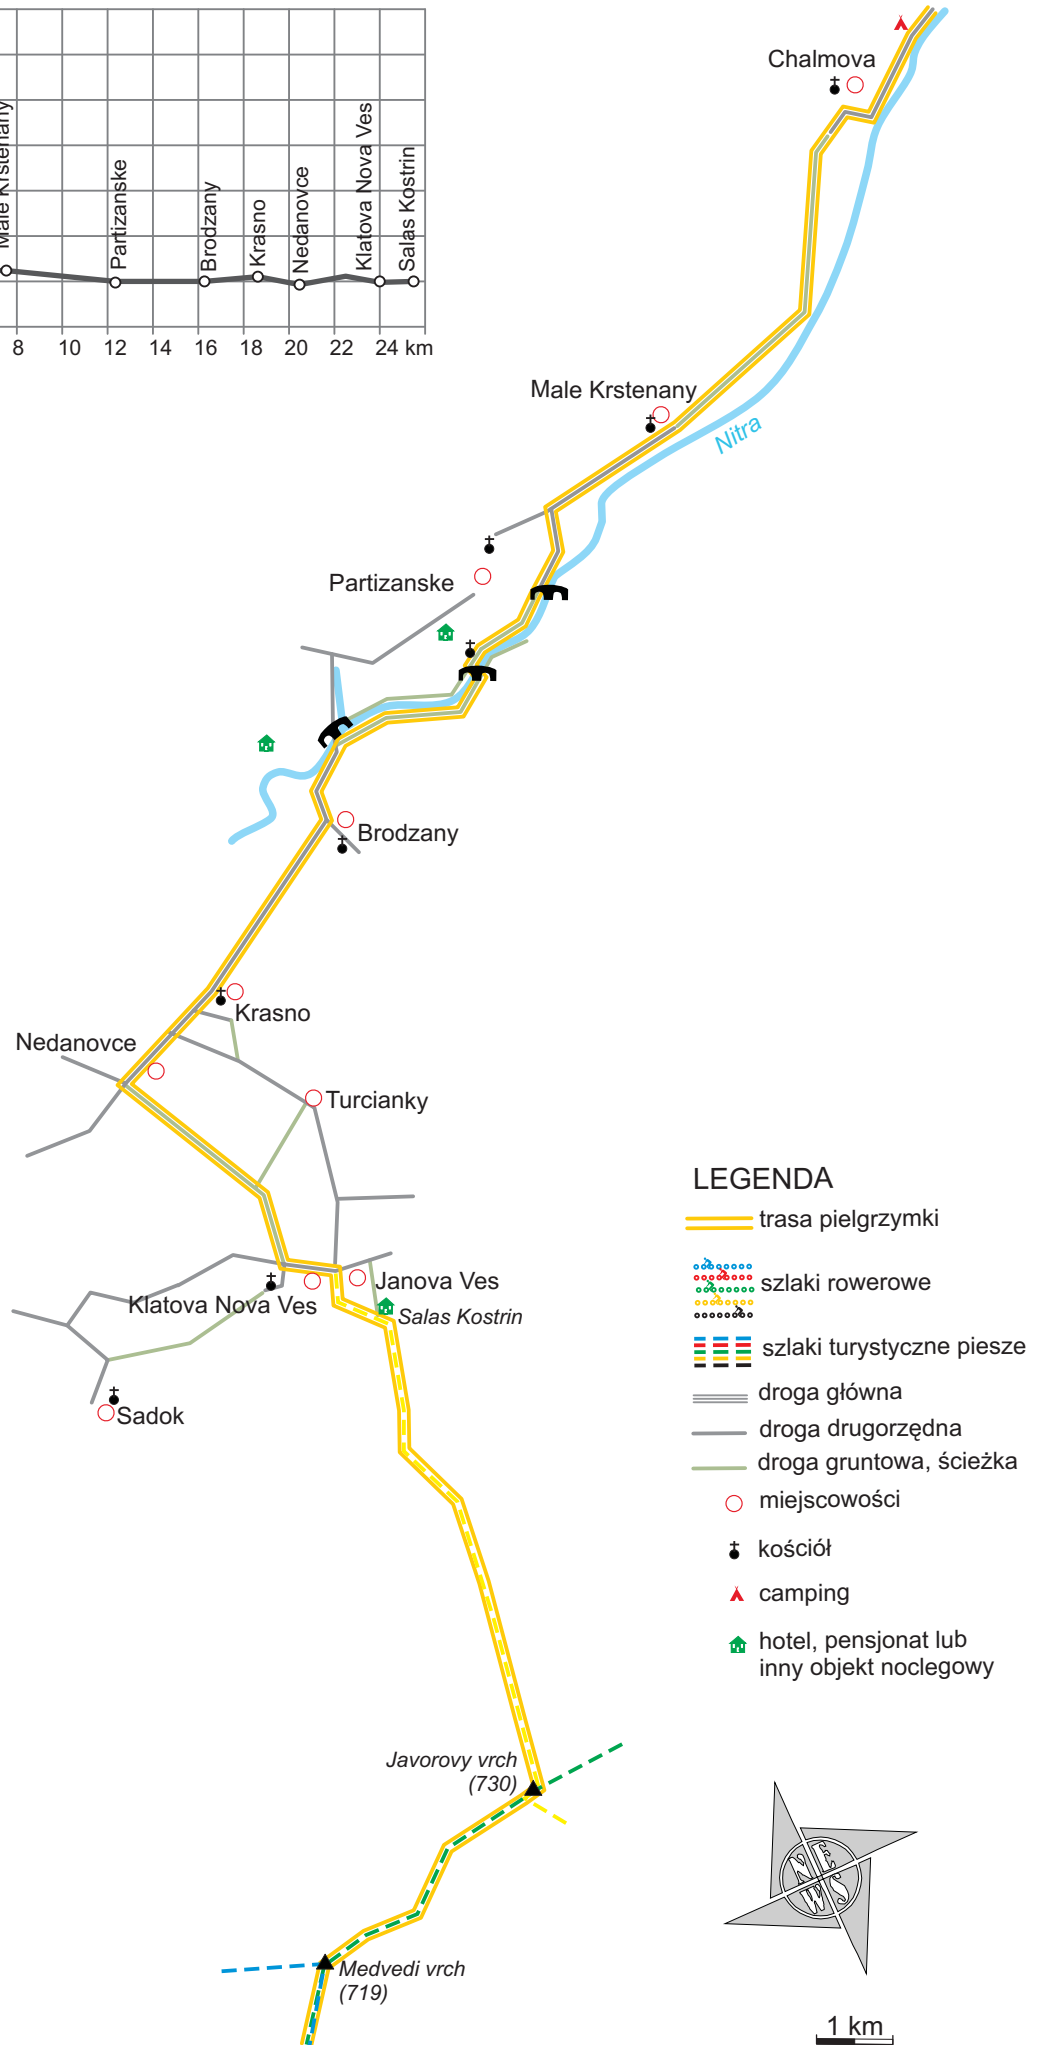 Male Krstenany
Partizanske
Brodzany
Krasno
Nedanovce
Klatova Nova Ves
Salas Kostrin
8 10 12 14 16 18 20 22 24 km
Chalmova
Male Krstenany
Nitra
Partizanske
Brodzany
Krasno
Nedanovce
Turcianky
Janova Ves
Klatova Nova Ves
Salas Kostrin
Sadok
LEGENDA
trasa pielgrzymki
szlaki rowerowe
szlaki turystyczne piesze
droga główna
droga drugorzędna
droga gruntowa, ścieżka
miejscowości
kościół
camping
hotel, pensjonat lub
inny objekt noclegowy
Javorovy vrch
(730)
Medvedi vrch
(719)
N E
W S
1 km